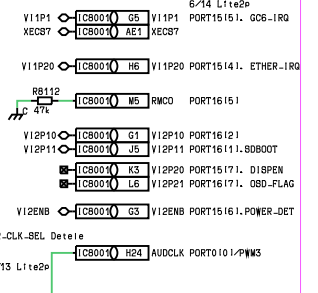 6/14 Lite2p
VI1P1 IC8001 G5 VI1P1 PORT15[5]. GC6-IRQ
XECS7 IC8001 AE1 XECS7
VI1P20 IC8001 H6 VI1P20 PORT15[4]. ETHER-IRQ
R8112
IC8001 M5 RMCO PORT16[5]
C 47k
VI2P10 IC8001 G1 VI2P10 PORT16[2]
VI2P11 IC8001 J5 VI2P11 PORT16[1].SDBOOT
IC8001 K3 VI2P20 PORT15[7]. DISPEN
IC8001 L6 VI2P21 PORT16[7]. OSD-FLAG
VI2ENB IC8001 G3 VI2ENB PORT15[6]. POWER-DET
-CLK-SEL Detele
IC8001 H24 AUDCLK PORT0[0]/PWM3
/13 Lite2p